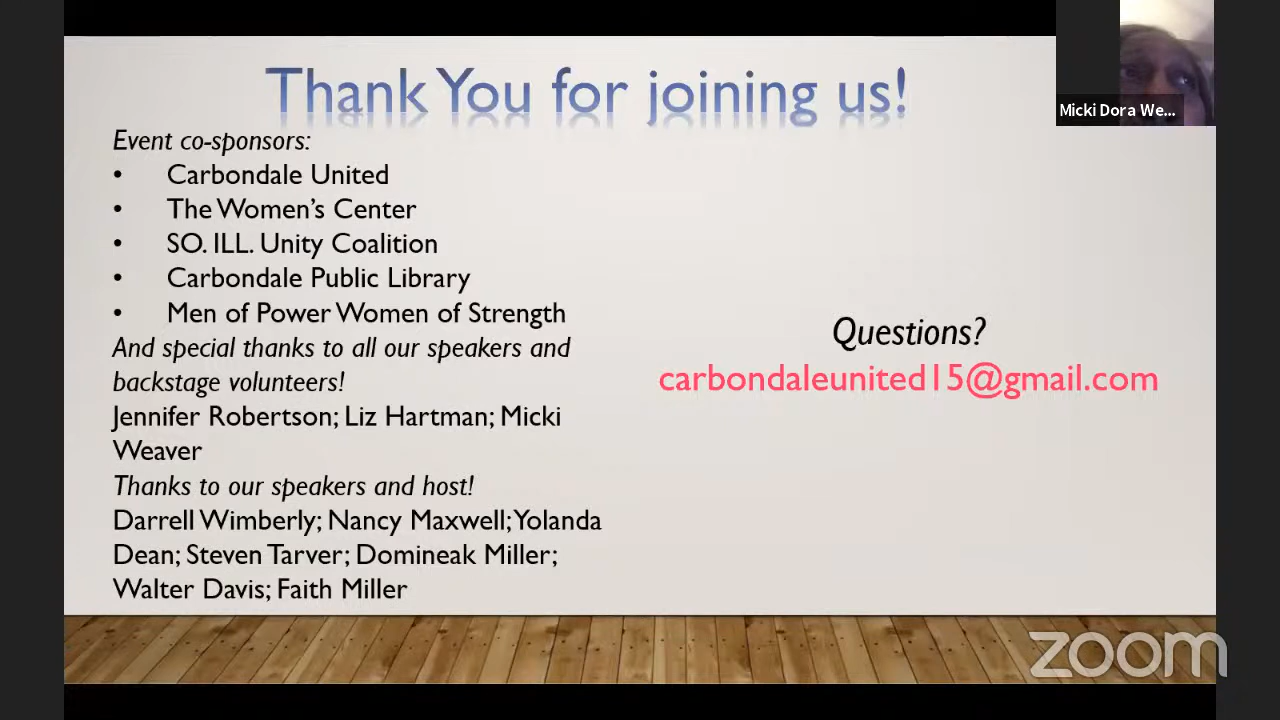 Thank You for joining us!
Micki Dora We...
Event co-sponsors:
• Carbondale United
• The Women's Center
• SO. ILL. Unity Coalition
• Carbondale Public Library
• Men of Power Women of Strength
And special thanks to all our speakers and
backstage volunteers!
Jennifer Robertson; Liz Hartman; Micki
Weaver
Thanks to our speakers and host!
Darrell Wimberly; Nancy Maxwell; Yolanda
Dean; Steven Tarver; Domineak Miller;
Walter Davis; Faith Miller
Questions?
carbondaleunited15@gmail.com
zoom